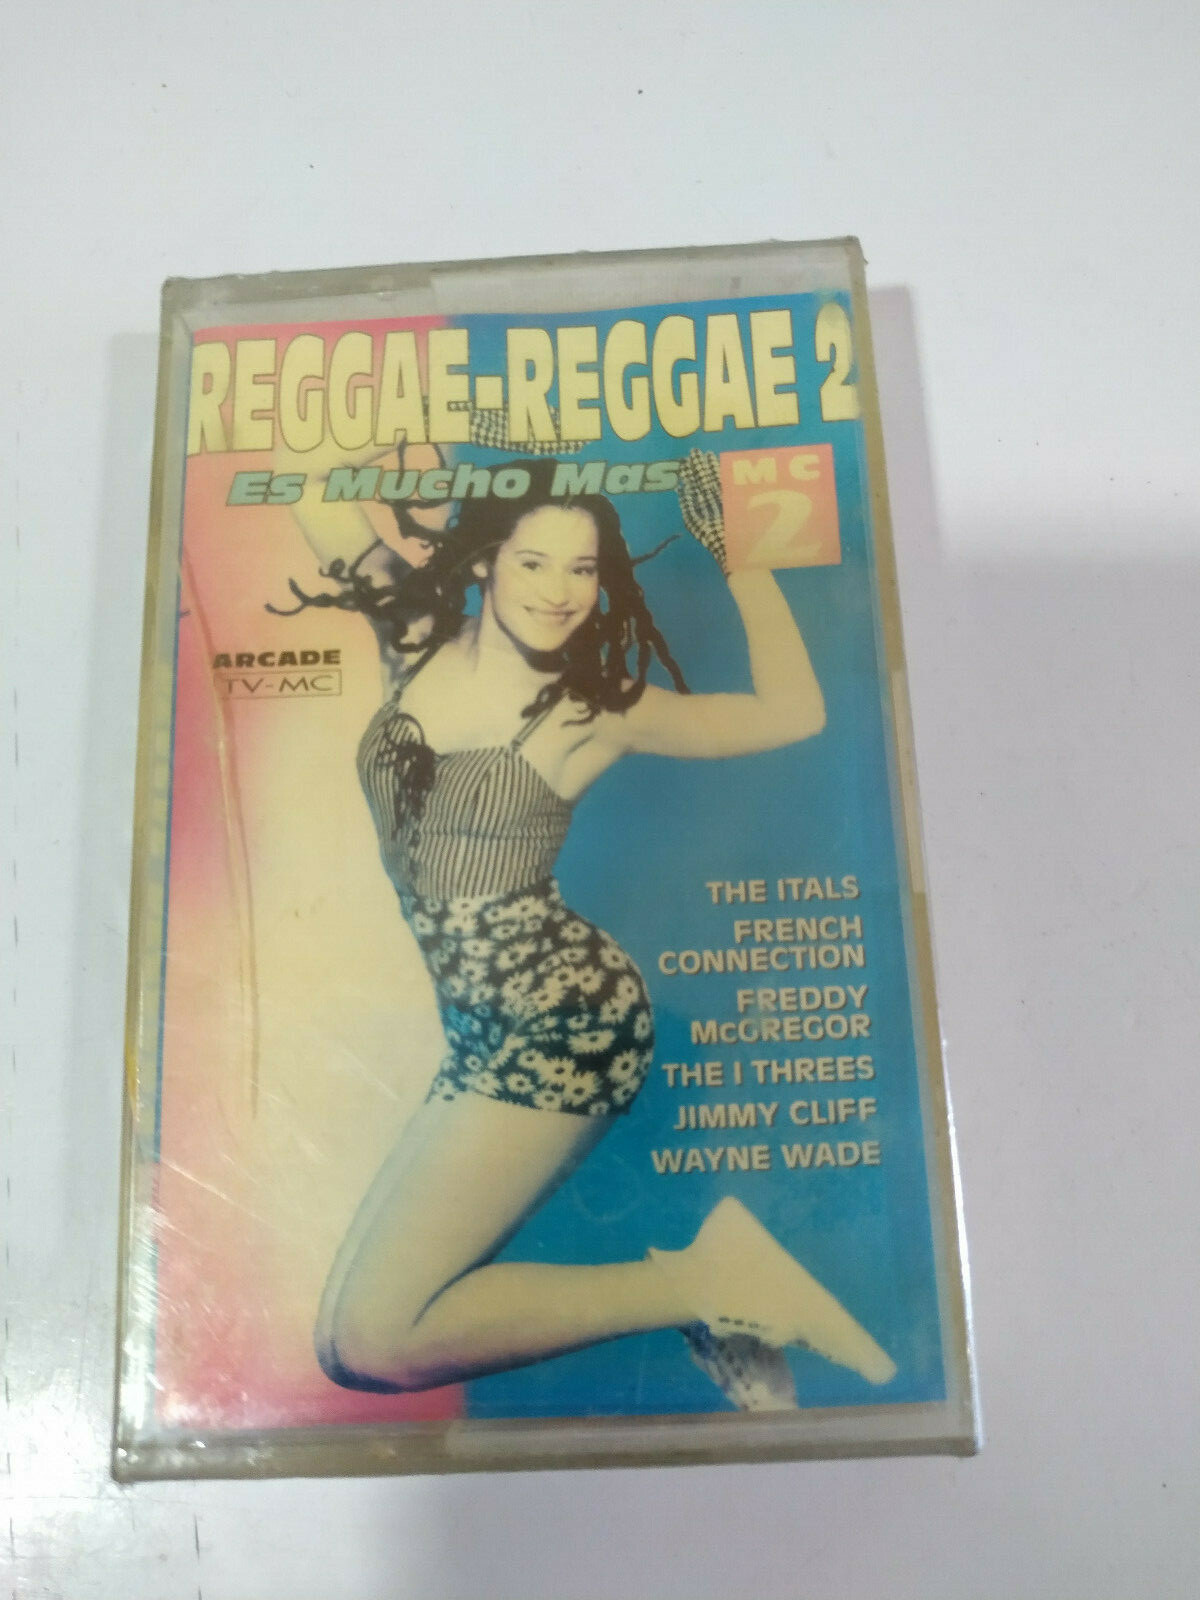 REGGAE-REGGAE 2
Es Mucho Mas
MC
2
ARCADE
TV-MC
THE ITALS
FRENCH
CONNECTION
FREDDY
McGREGOR
THE I THREES
JIMMY CLIFF
WAYNE WADE